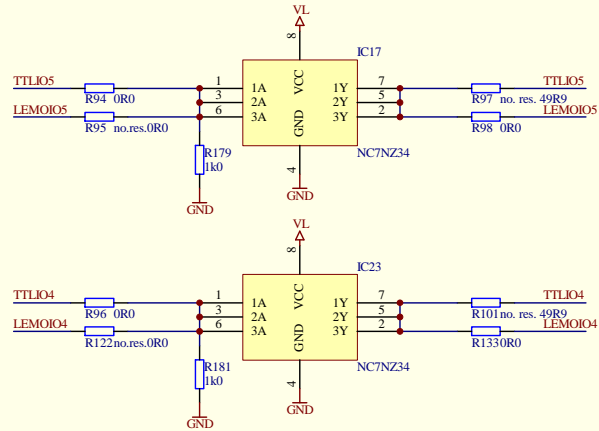 VL
8
IC17
TTLIO5
1
1A
VCC
1Y
7
TTLIO5
R94 0R0
3
2A
2Y
5
R97 no. res. 49R9
LEMOIO5
6
3A
GND
3Y
2
LEMOIO5
R95 no.res.0R0
R98 0R0
R179
1k0
4
NC7NZ34
GND
GND
VL
8
IC23
TTLIO4
1
1A
VCC
1Y
7
TTLIO4
R96 0R0
3
2A
2Y
5
R101no. res. 49R9
LEMOIO4
6
3A
GND
3Y
2
LEMOIO4
R122no.res.0R0
R1330R0
R181
1k0
4
NC7NZ34
GND
GND